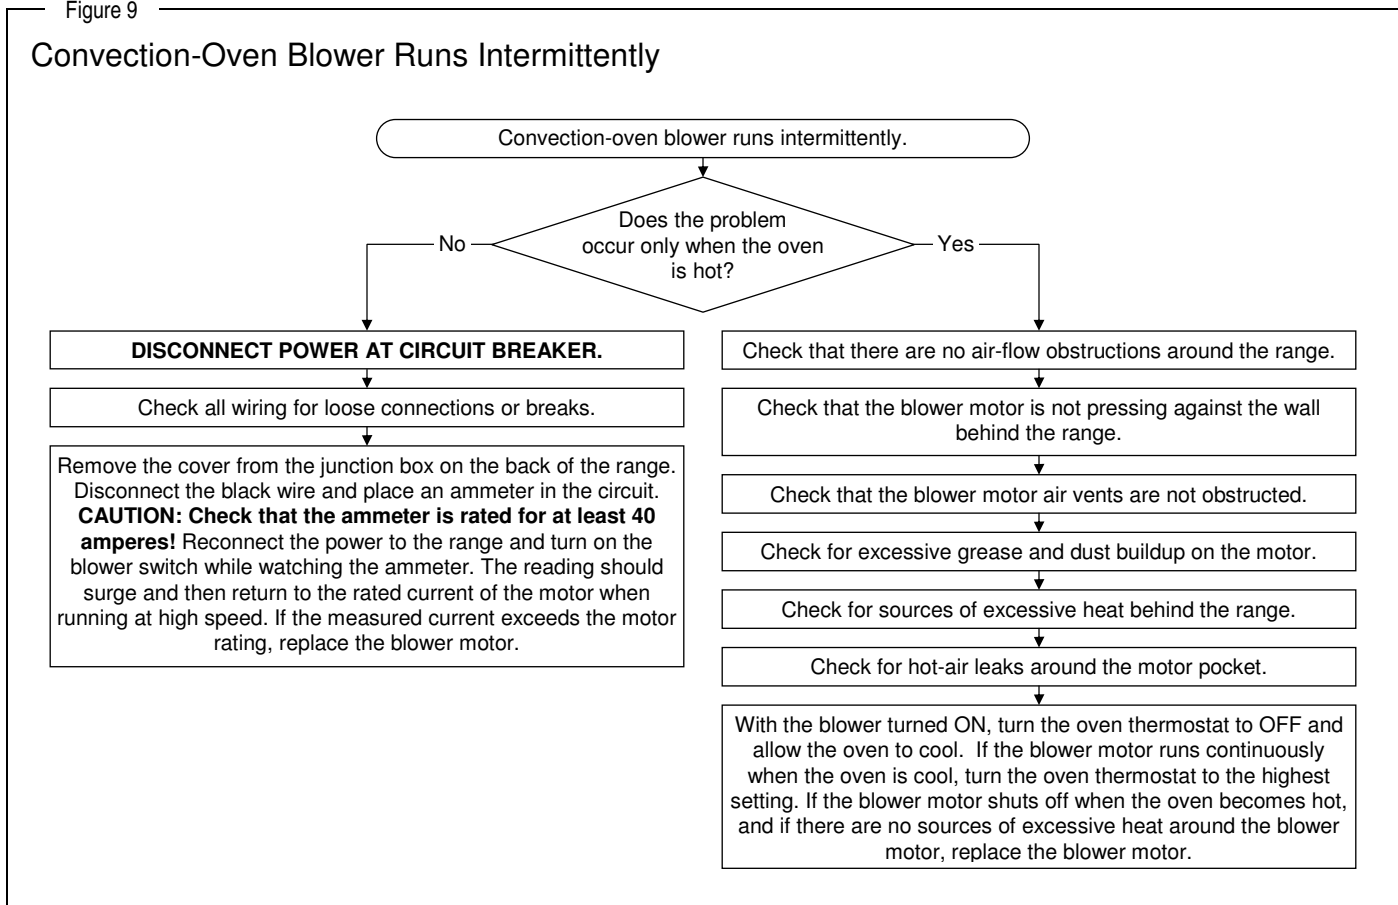 Figure 9
Convection-Oven Blower Runs Intermittently
Convection-oven blower runs intermittently.
Does the problem
occur only when the oven
is hot?
No
Yes
DISCONNECT POWER AT CIRCUIT BREAKER.
Check all wiring for loose connections or breaks.
Remove the cover from the junction box on the back of the range.
Disconnect the black wire and place an ammeter in the circuit.
CAUTION: Check that the ammeter is rated for at least 40
amperes! Reconnect the power to the range and turn on the
blower switch while watching the ammeter. The reading should
surge and then return to the rated current of the motor when
running at high speed. If the measured current exceeds the motor
rating, replace the blower motor.
Check that there are no air-flow obstructions around the range.
Check that the blower motor is not pressing against the wall
behind the range.
Check that the blower motor air vents are not obstructed.
Check for excessive grease and dust buildup on the motor.
Check for sources of excessive heat behind the range.
Check for hot-air leaks around the motor pocket.
With the blower turned ON, turn the oven thermostat to OFF and
allow the oven to cool.  If the blower motor runs continuously
when the oven is cool, turn the oven thermostat to the highest
setting. If the blower motor shuts off when the oven becomes hot,
and if there are no sources of excessive heat around the blower
motor, replace the blower motor.